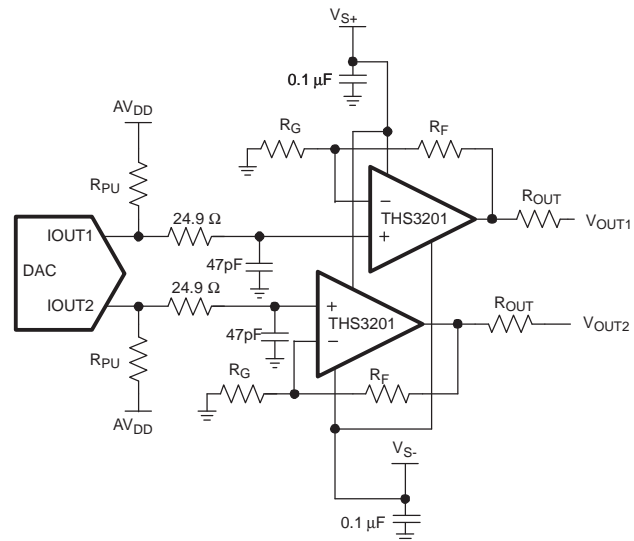 VS+
0.1 µF
AVDD
RG
RF
RPU
THS3201
ROUT
VOUT1
24.9 Ω
IOUT1
DAC
47pF
IOUT2
24.9 Ω
THS3201
ROUT
VOUT2
47pF
RPU
RG
RF
AVDD
VS-
0.1 µF